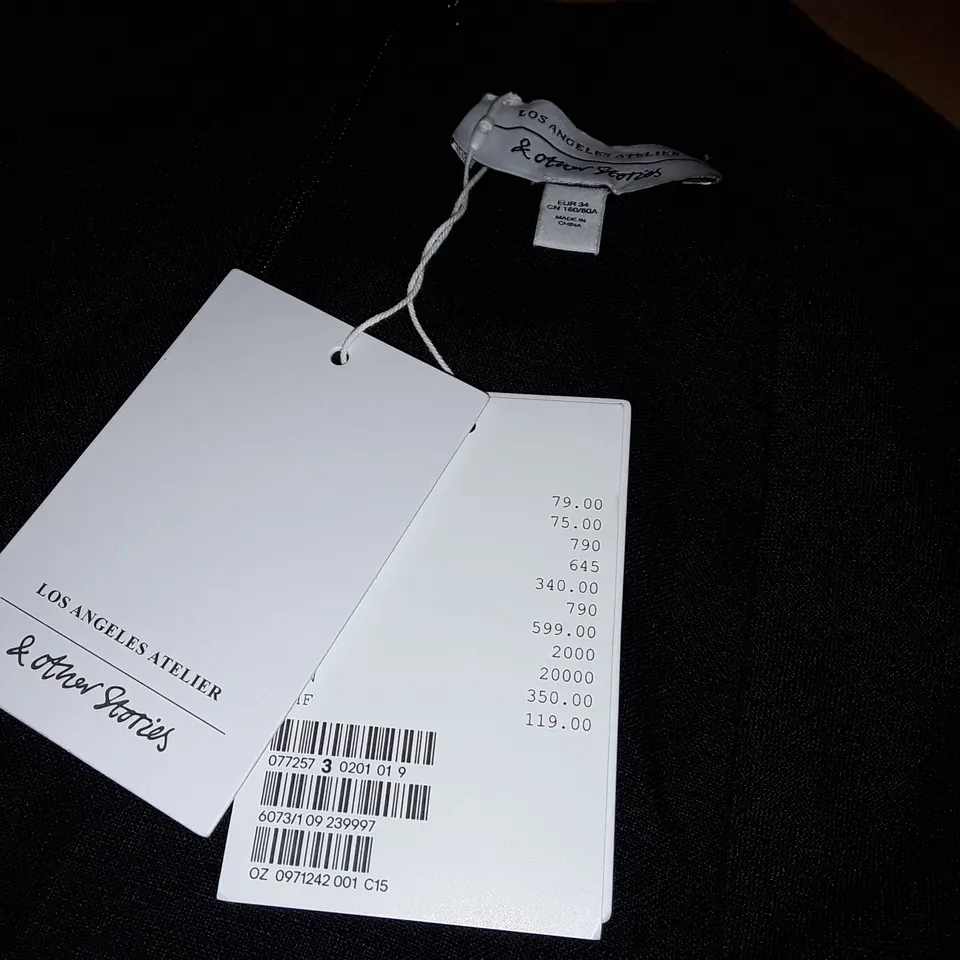 LOS ANGELES ATELIER
& other Stories
EUR 34
CN 160/80A
MADE IN
CHINA
LOS ANGELES ATELIER
& other Stories
79.00
75.00
790
645
340.00
790
599.00
2000
20000
350.00
119.00
077257 3 0201 01 9
6073/1 09 239997
OZ 0971242 001 C15